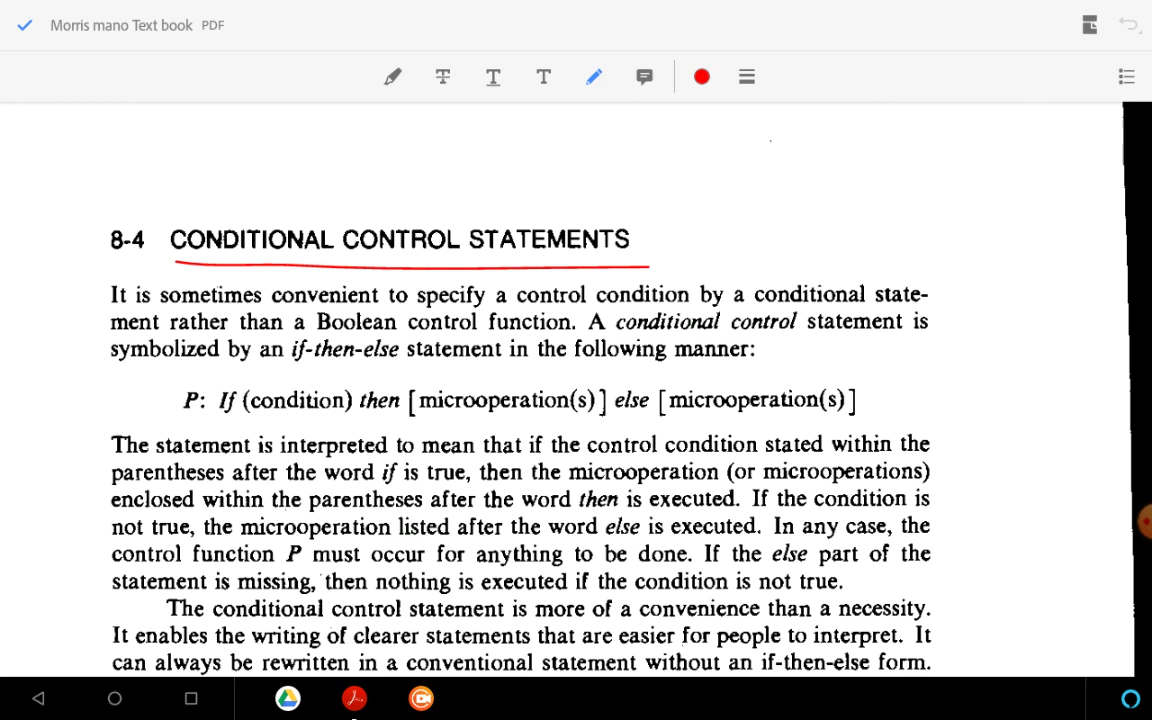 Morris mano Text book PDF
8-4 CONDITIONAL CONTROL STATEMENTS
It is sometimes convenient to specify a control condition by a conditional state-
ment rather than a Boolean control function. A conditional control statement is
symbolized by an if-then-else statement in the following manner:
P: If (condition) then [microoperation(s)] else [microoperation(s)]
The statement is interpreted to mean that if the control condition stated within the
parentheses after the word if is true, then the microoperation (or microoperations)
enclosed within the parentheses after the word then is executed. If the condition is
not true, the microoperation listed after the word else is executed. In any case, the
control function P must occur for anything to be done. If the else part of the
statement is missing, then nothing is executed if the condition is not true.
The conditional control statement is more of a convenience than a necessity.
It enables the writing of clearer statements that are easier for people to interpret. It
can always be rewritten in a conventional statement without an if-then-else form.